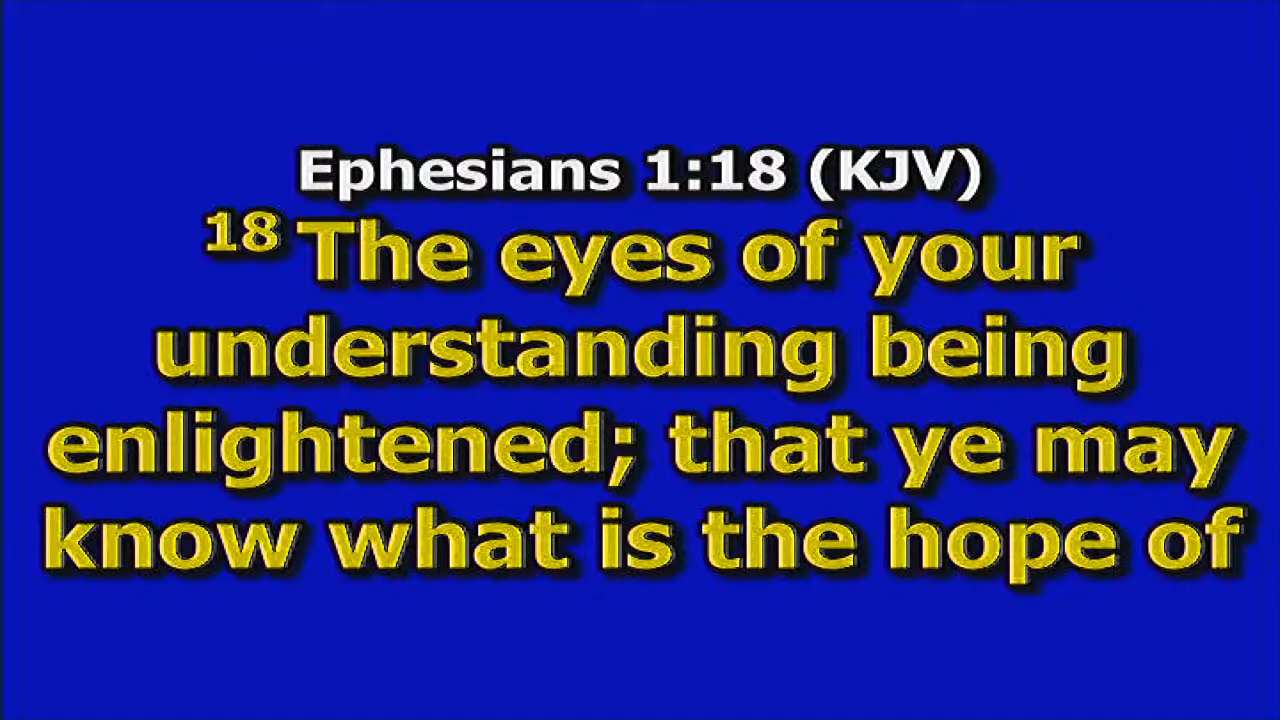 Ephesians 1:18 (KJV)
18 The eyes of your
understanding being
enlightened; that ye may
know what is the hope of